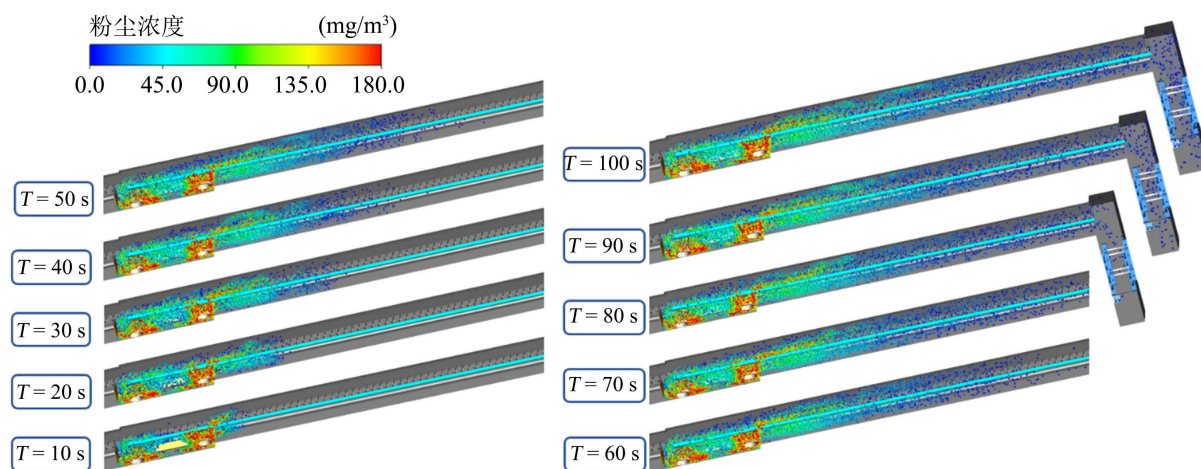 粉尘浓度 (mg/m³)
0.0 45.0 90.0 135.0 180.0
T = 50 s
T = 40 s
T = 30 s
T = 20 s
T = 10 s
T = 100 s
T = 90 s
T = 80 s
T = 70 s
T = 60 s